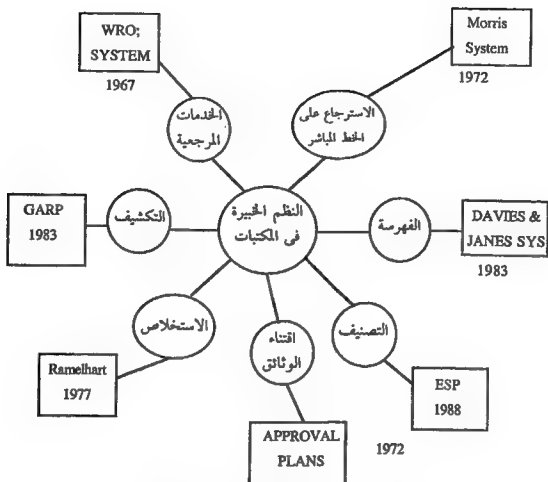 WRO;
SYSTEM
1967
Morris
System
1972
الخدمات
المرجعية
الاسترجاع على
الخط المباشر
GARP
1983
التكشيف
النظم الخبيرة
فى المكتبات
الفهرسة
DAVIES &
JANES SYS
1983
الاستخلاص
اقتناء
الوثائق
التصنيف
Ramelhart
1977
ESP
1988
APPROVAL
PLANS
1972